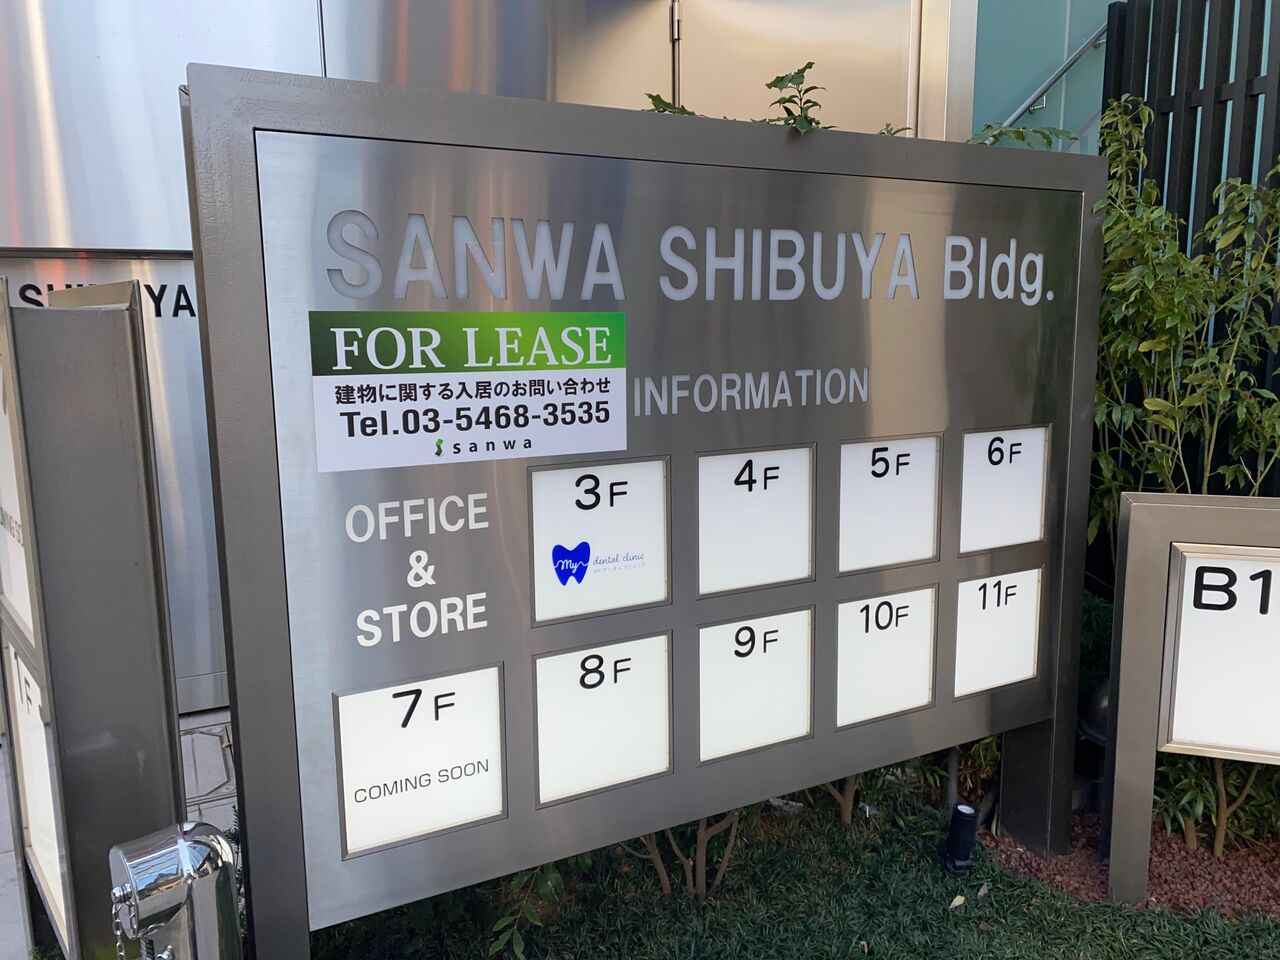 SANWA SHIBUYA Bldg.
FOR LEASE
建物に関する入居のお問い合わせ
Tel.03-5468-3535
sanwa
INFORMATION
OFFICE
&
STORE
3F
my dental clinic
4F
5F
6F
7F
COMING SOON
8F
9F
10F
11F
B1